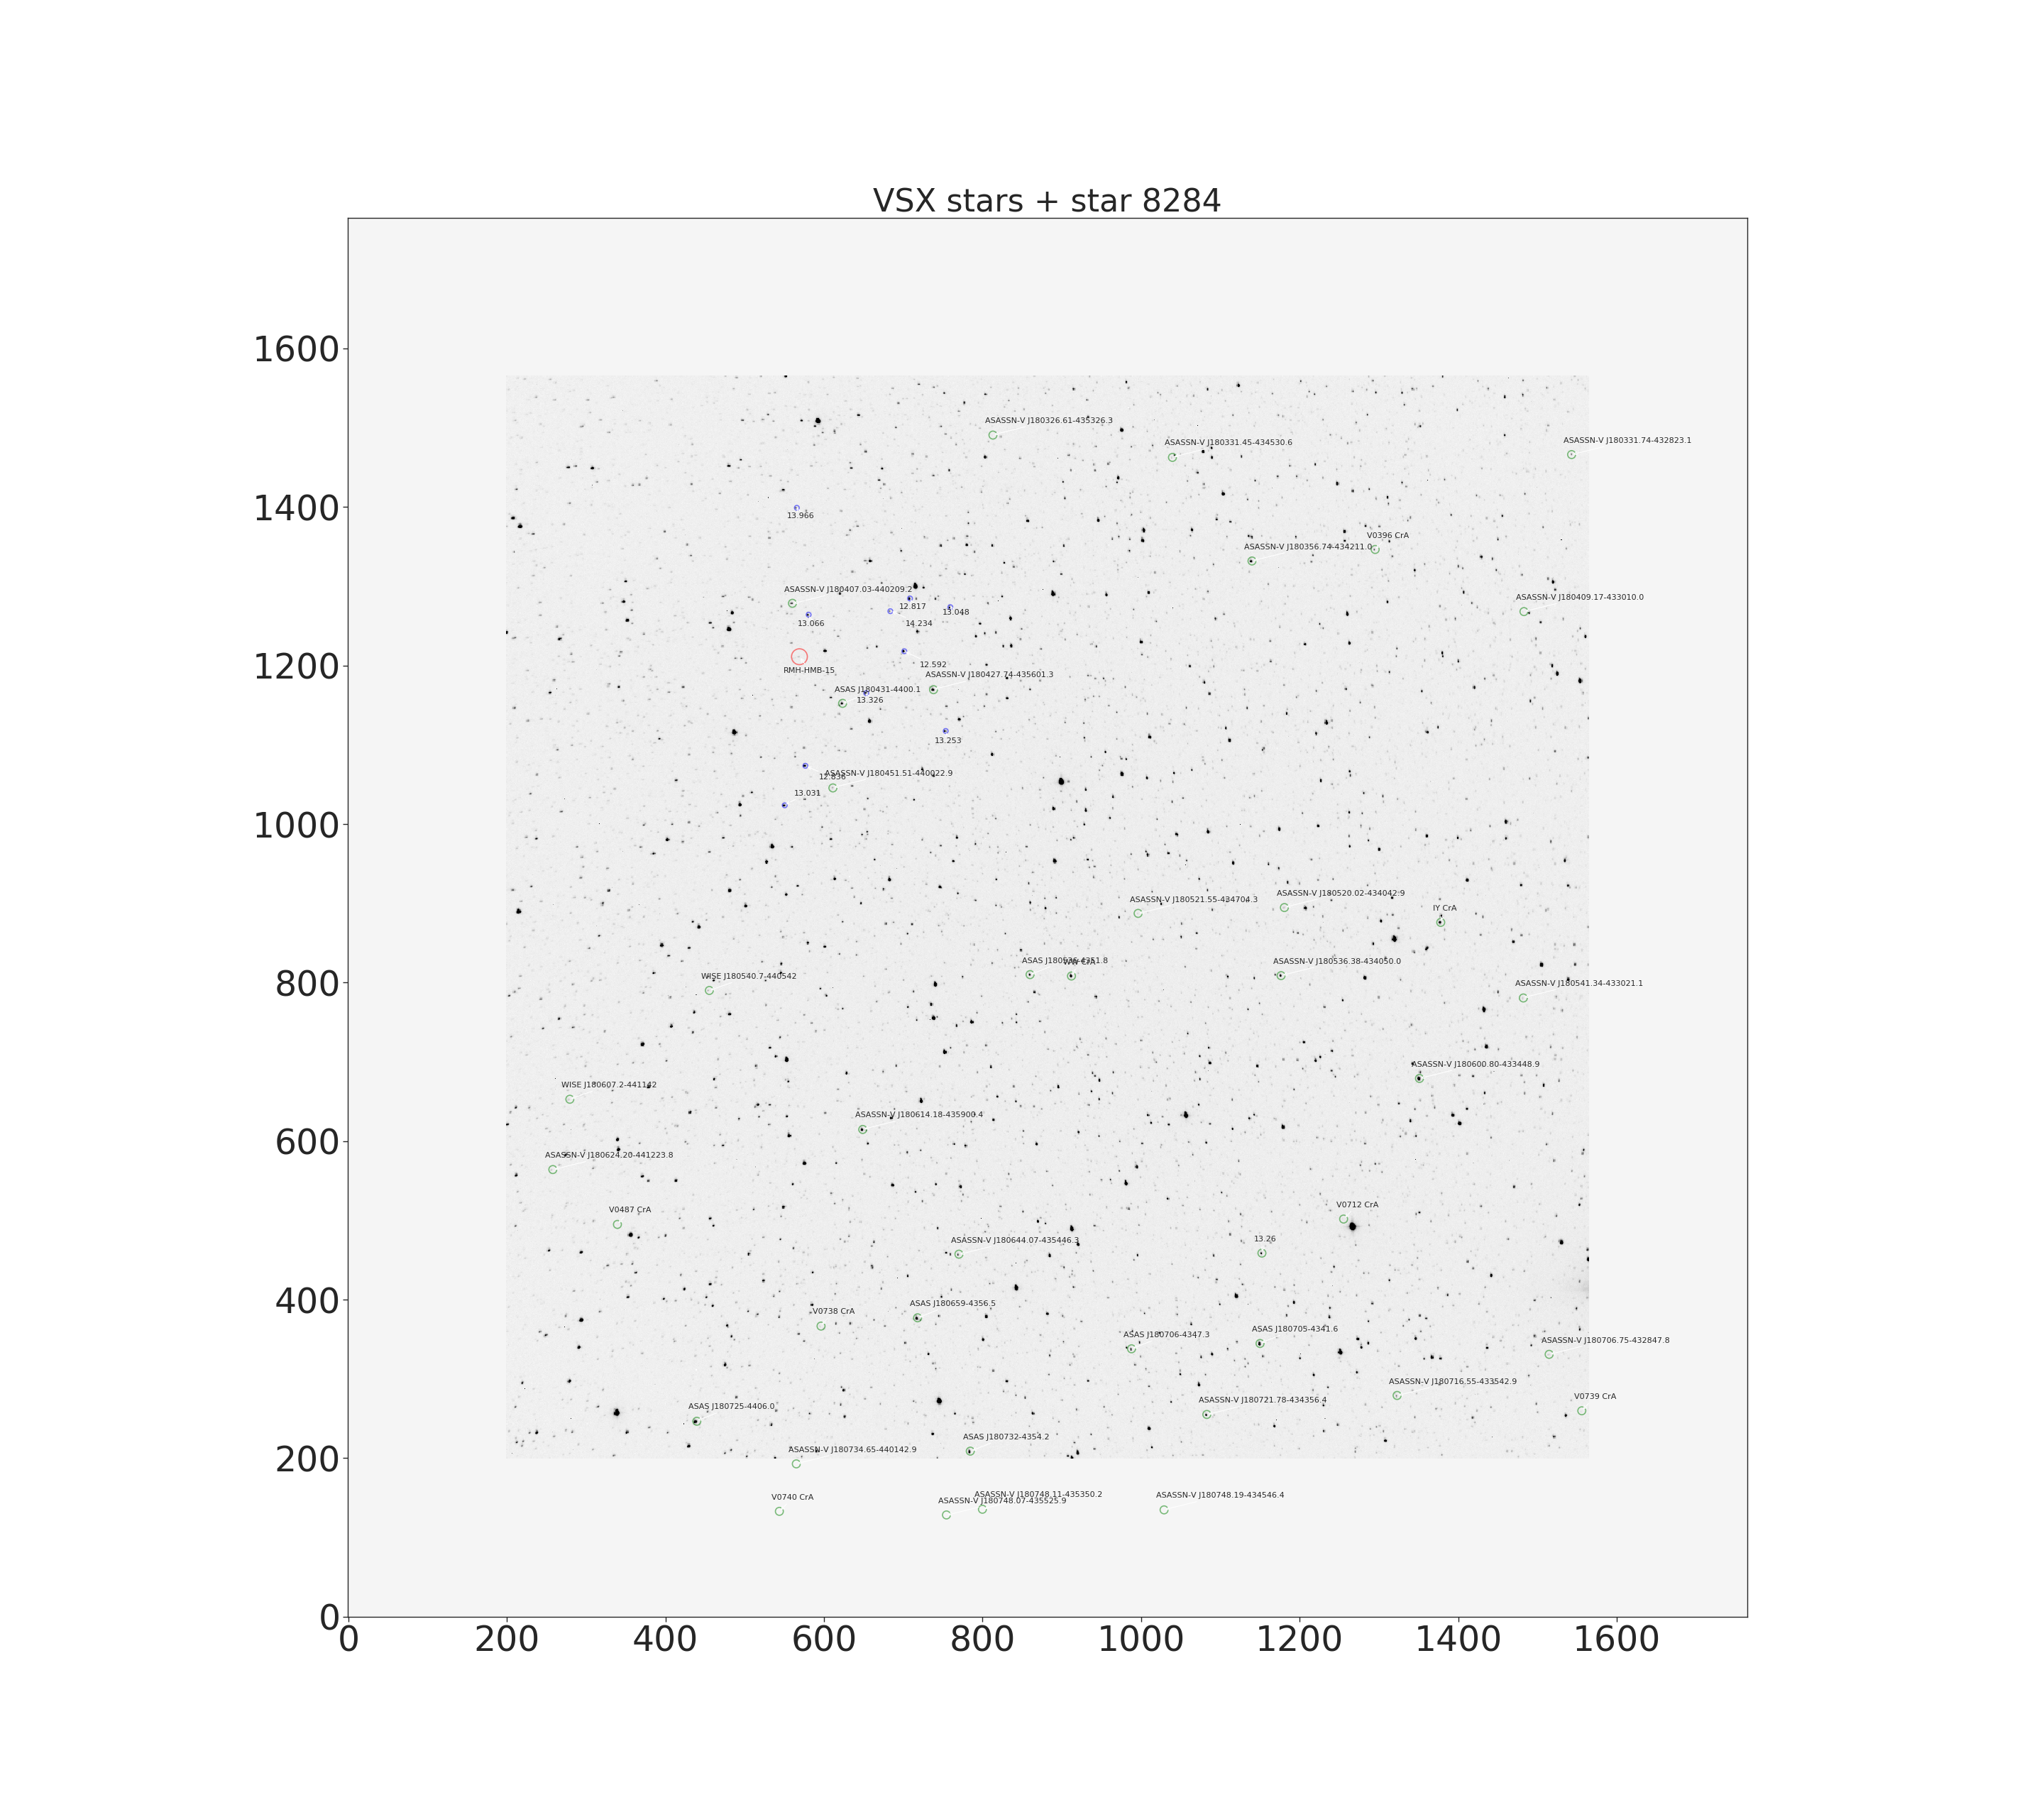 VSX stars + star 8284
1600
ASASSN-V J180326.61-435326.3
ASASSN-V J180331.45-434530.6
ASASSN-V J180331.74-432823.1
1400
13.966
V0396 CrA
ASASSN-V J180356.74-434211.0
ASASSN-V J180407.03-440209.2
ASASSN-V J180409.17-433010.0
12.817
13.048
13.066
14.234
1200
12.592
RMH-HMB-15
ASASSN-V J180427.74-435601.3
ASAS J180431-4400.1
13.326
13.253
ASASSN-V J180451.51-440022.9
12.836
13.031
1000
ASASSN-V J180520.02-434042.9
ASASSN-V J180521.55-434704.3
IY CrA
ASAS J180536-4351.8
CrA
ASASSN-V J180536.38-434050.0
WISE J180540.7-440542
800
ASASSN-V J180541.34-433021.1
ASASSN-V J180600.80-433448.9
WISE J180607.2-441142
ASASSN-V J180614.18-435900.4
600
ASASSN-V J180624.20-441223.8
V0487 CrA
V0712 CrA
ASASSN-V J180644.07-435446.3
13.26
400
ASAS J180659-4356.5
V0738 CrA
ASAS J180706-4347.3
ASAS J180705-4341.6
ASASSN-V J180706.75-432847.8
ASASSN-V J180716.55-433542.9
V0739 CrA
ASAS J180725-4406.0
ASASSN-V J180721.78-434356.4
ASAS J180732-4354.2
200
ASASSN-V J180734.65-440142.9
V0740 CrA
ASASSN-V J180748.11-435350.2
ASASSN-V J180748.07-435525.9
ASASSN-V J180748.19-434546.4
0
0 200 400 600 800 1000 1200 1400 1600